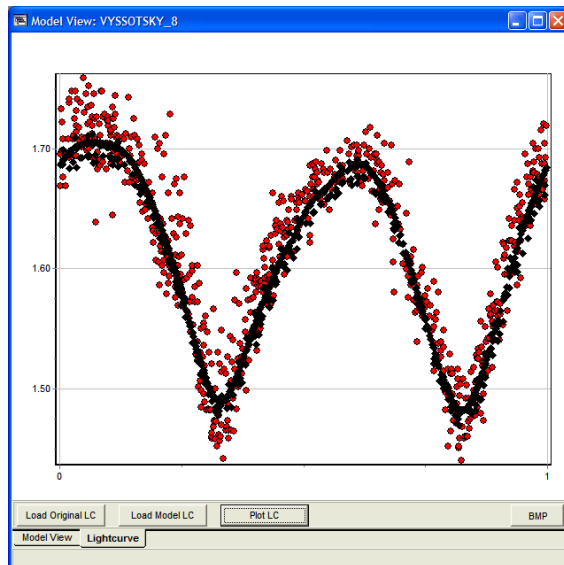 Model View: VYSSOTSKY_8
1.70
1.60
1.50
0 1
Load Original LC Load Model LC Plot LC BMP
Model View Lightcurve